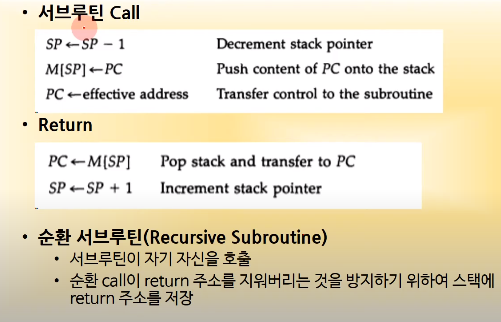 • 서브루틴 Call
SP ← SP − 1 Decrement stack pointer
M[SP] ← PC Push content of PC onto the stack
PC ← effective address Transfer control to the subroutine
• Return
PC ← M[SP] Pop stack and transfer to PC
SP ← SP + 1 Increment stack pointer
• 순환 서브루틴(Recursive Subroutine)
• 서브루틴이 자기 자신을 호출
• 순환 call이 return 주소를 지워버리는 것을 방지하기 위하여 스택에
return 주소를 저장